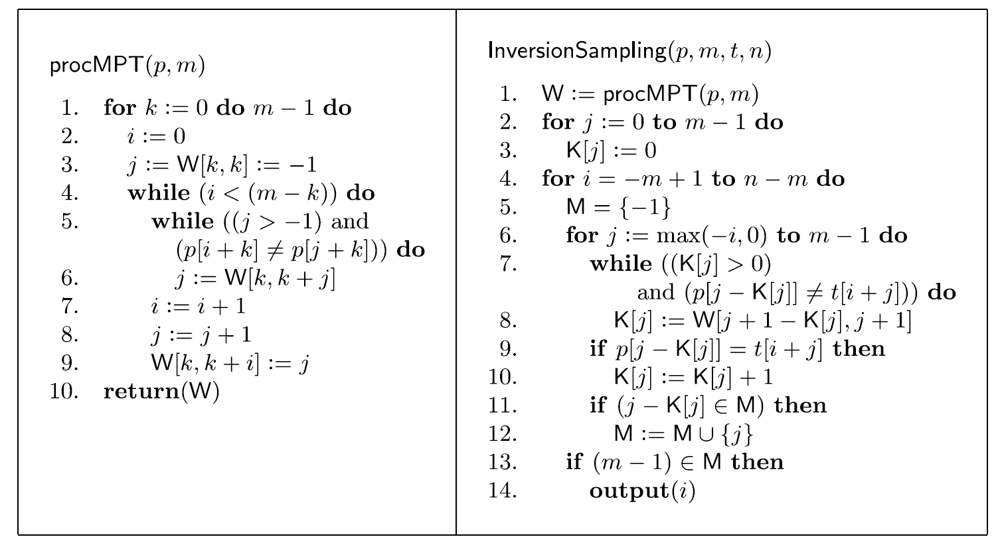 procMPT(p, m)
1. for k := 0 do m − 1 do
2. i := 0
3. j := W[k, k] := −1
4. while (i < (m − k)) do
5. while ((j > −1) and
(p[i + k] ≠ p[j + k])) do
6. j := W[k, k + j]
7. i := i + 1
8. j := j + 1
9. W[k, k + i] := j
10. return(W)
InversionSampling(p, m, t, n)
1. W := procMPT(p, m)
2. for j := 0 to m − 1 do
3. K[j] := 0
4. for i = −m + 1 to n − m do
5. M = {−1}
6. for j := max(−i, 0) to m − 1 do
7. while ((K[j] > 0)
and (p[j − K[j]] ≠ t[i + j])) do
8. K[j] := W[j + 1 − K[j], j + 1]
9. if p[j − K[j]] = t[i + j] then
10. K[j] := K[j] + 1
11. if (j − K[j] ∈ M) then
12. M := M ∪ {j}
13. if (m − 1) ∈ M then
14. output(i)